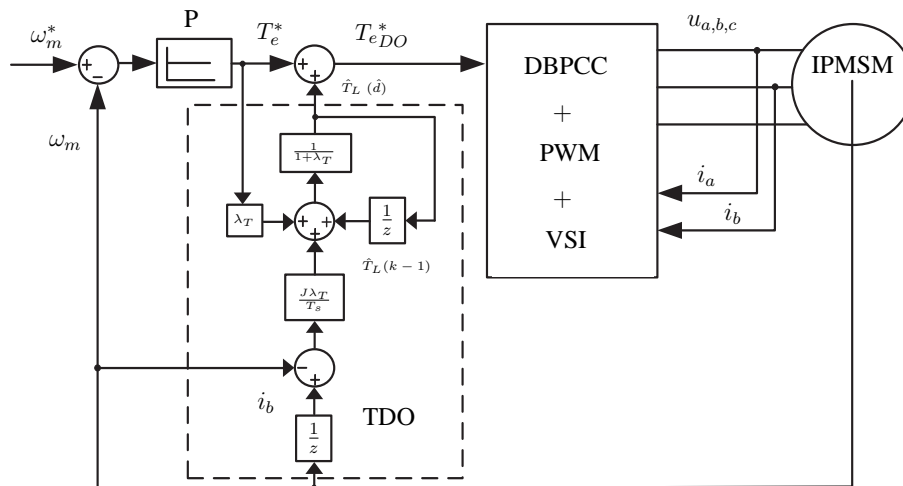 P
ω*m
T*e
T*eDO
ua,b,c
+
−
+
+
DBPCC
+
PWM
+
VSI
IPMSM
T̂L (d̂)
ωm
1/(1+λT)
ia
λT
+
+
+
1/z
ib
T̂L(k − 1)
JλT/Ts
−
+
ib
TDO
1/z